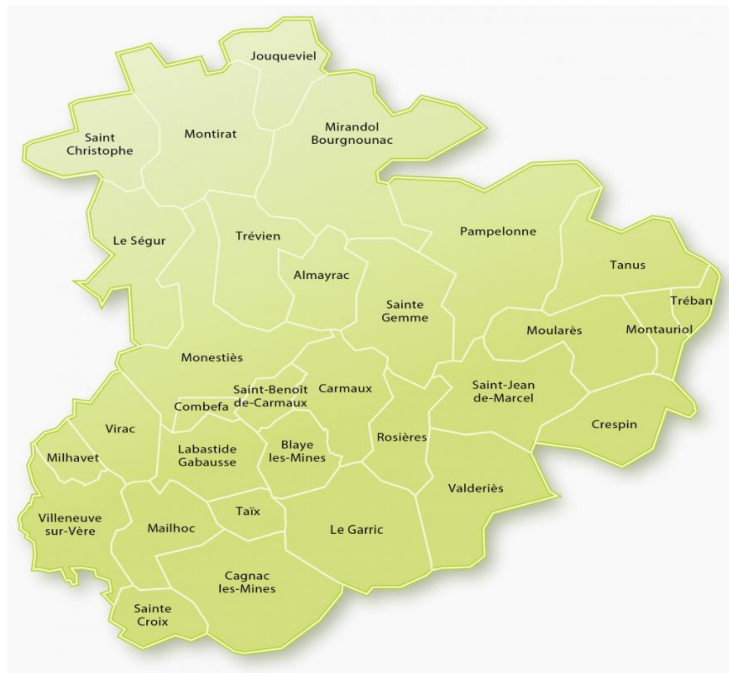 Jouqueviel
Mirandol
Bourgnounac
Montirat
Saint
Christophe
Le Ségur
Trévien
Pampelonne
Almayrac
Tanus
Sainte
Gemme
Tréban
Moularès
Montauriol
Monestiès
Saint-Benoît
de-Carmaux
Carmaux
Saint-Jean
de-Marcel
Combefa
Crespin
Virac
Rosières
Labastide
Gabausse
Blaye
les-Mines
Milhavet
Valderiès
Villeneuve
sur-Vère
Mailhoc
Taïx
Le Garric
Cagnac
les-Mines
Sainte
Croix